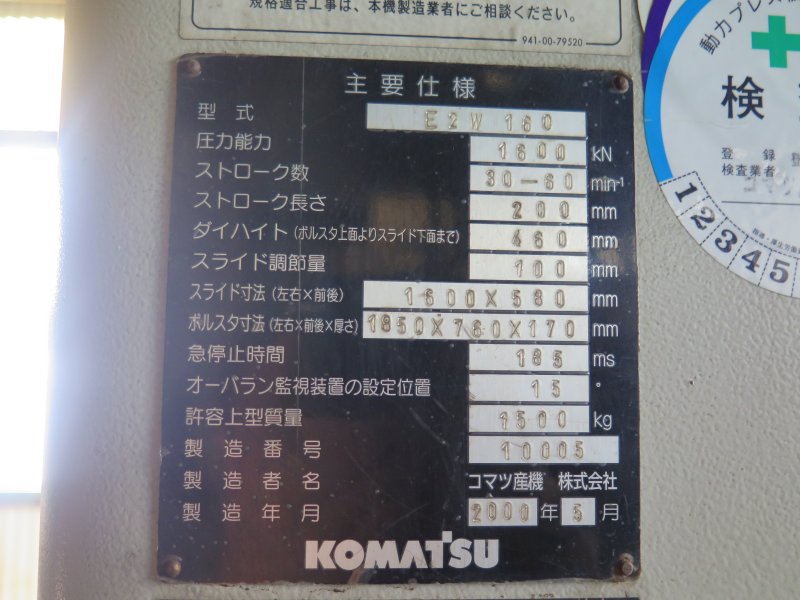 規格適合工事は、本機製造業者にご相談ください。
941-00-79520
主要仕様
型式 E2W 160
圧力能力 1600 kN
ストローク数 30-60 min-1
ストローク長さ 200 mm
ダイハイト(ボルスタ上面よりスライド下面まで) 460 mm
スライド調節量 100 mm
スライド寸法(左右×前後) 1600X580 mm
ボルスタ寸法(左右×前後×厚さ) 1850X760X170 mm
急停止時間 185 ms
オーバラン監視装置の設定位置 15 °
許容上型質量 1500 kg
製造番号 10005
製造者名 コマツ産機 株式会社
製造年月 2000年5月
KOMATSU
動力プレス
検
登録
検査業者
1 2 3 4 5